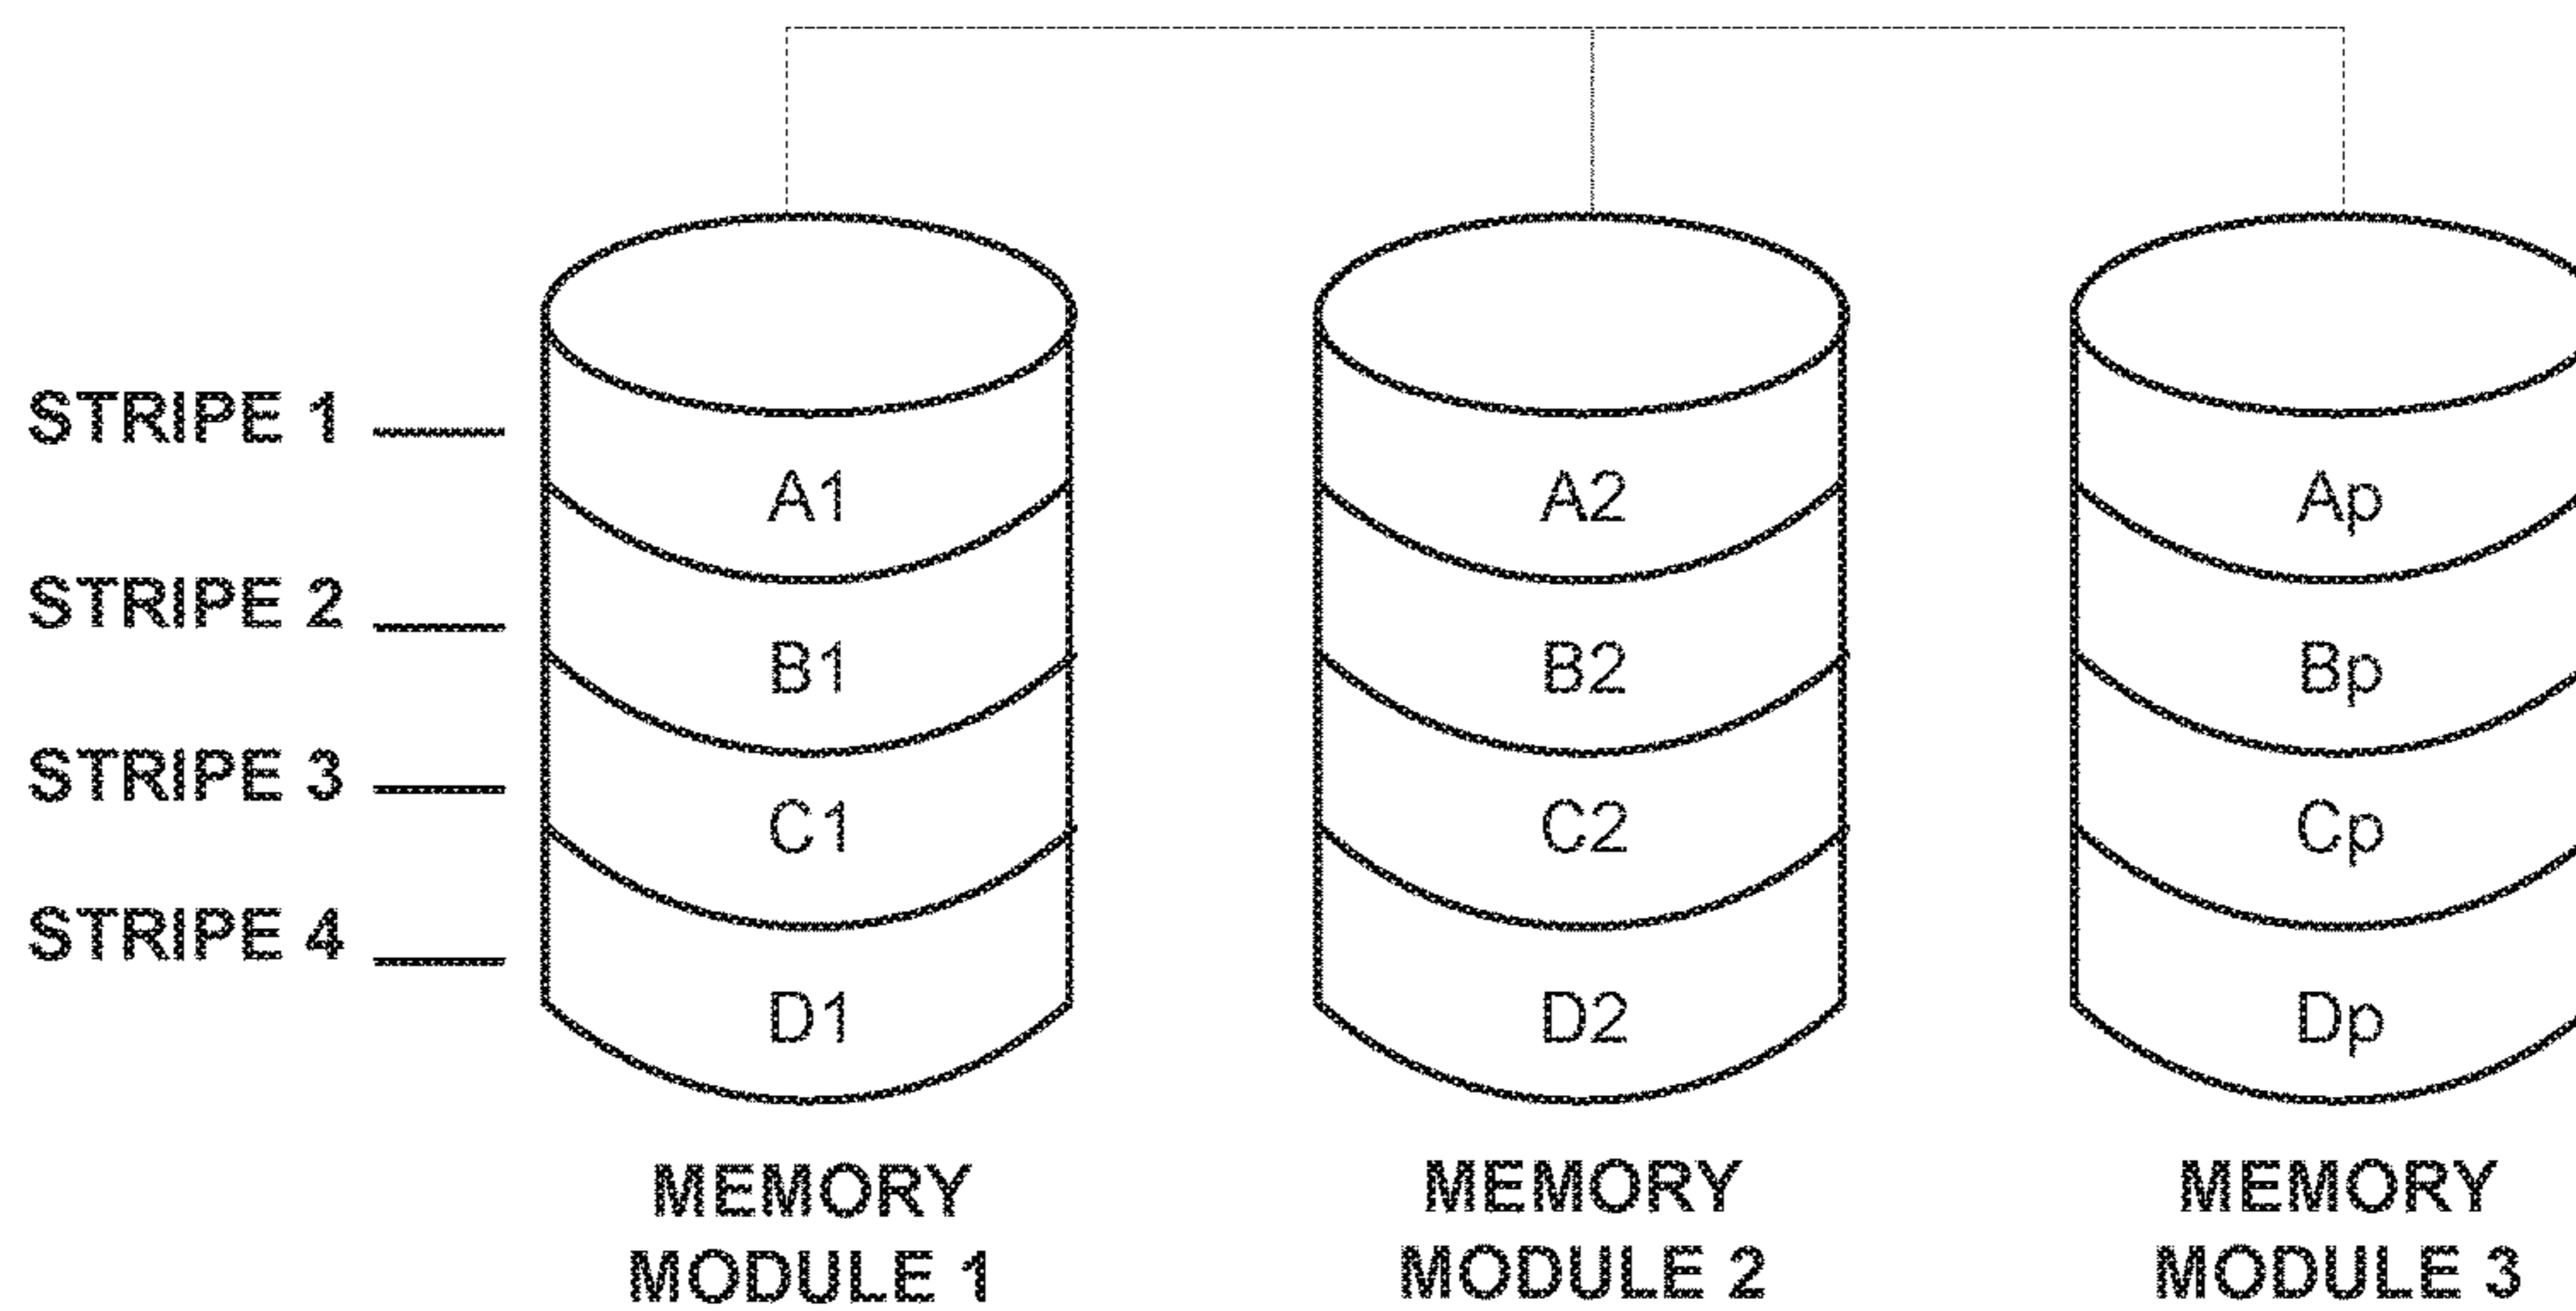 STRIPE 1
A1 A2 Ap
STRIPE 2
B1 B2 Bp
STRIPE 3
C1 C2 Cp
STRIPE 4
D1 D2 Dp
MEMORY MODULE 1
MEMORY MODULE 2
MEMORY MODULE 3